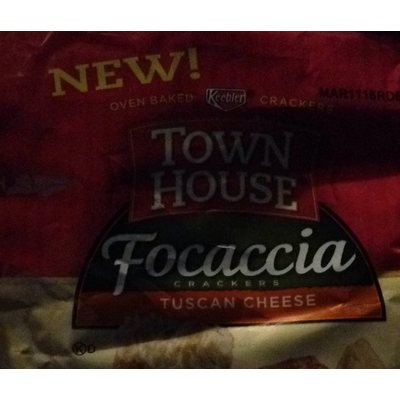 NEW!
OVEN BAKED Keebler CRACKERS
TOWN
HOUSE
Focaccia
CRACKERS
TUSCAN CHEESE
K D